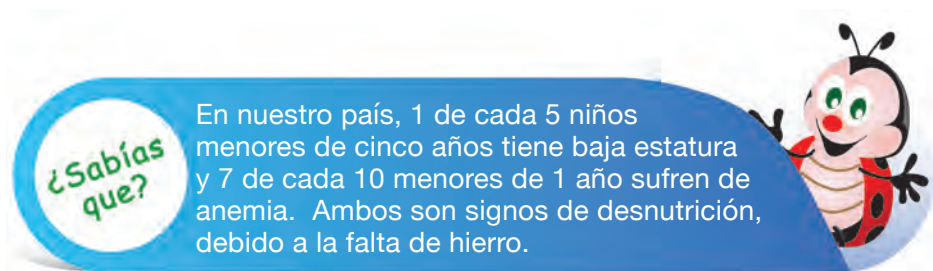 ¿Sabías
que?
En nuestro país, 1 de cada 5 niños
menores de cinco años tiene baja estatura
y 7 de cada 10 menores de 1 año sufren de
anemia. Ambos son signos de desnutrición,
debido a la falta de hierro.